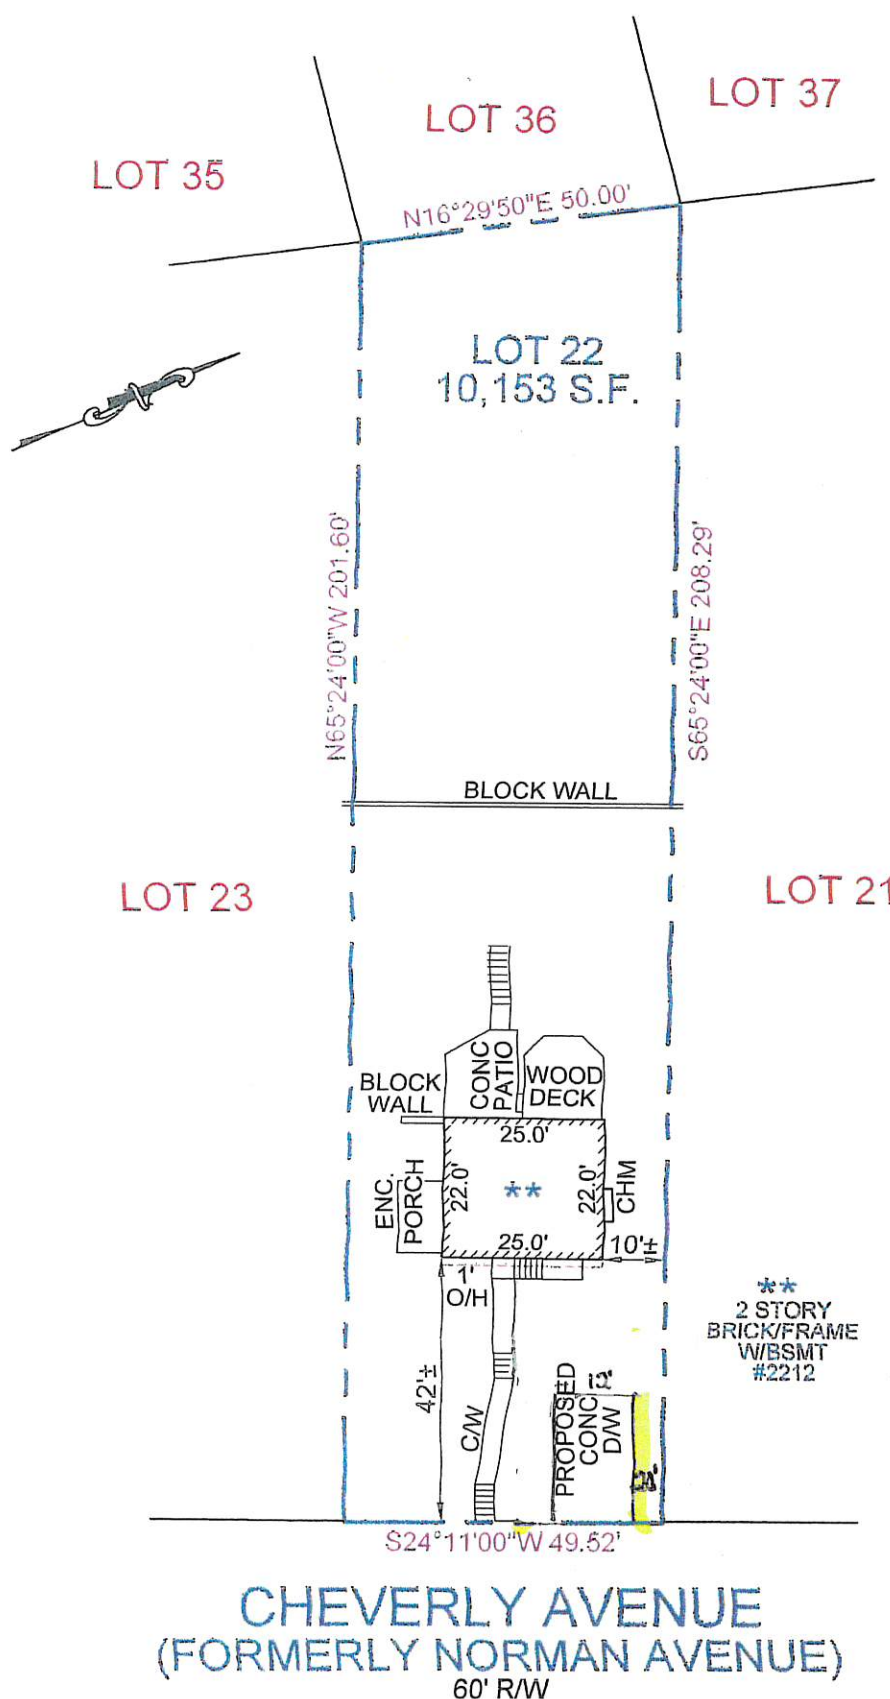 LOT 37
LOT 36
LOT 35
N16°29'50"E 50.00'
LOT 22
10,153 S.F.
N65°24'00"W 201.60'
S65°24'00"E 208.29'
BLOCK WALL
LOT 23
LOT 21
CONC
PATIO
WOOD
DECK
BLOCK
WALL
25.0'
ENC.
PORCH
22.0'
**
22.0'
CHM
25.0'
10'±
1'
O/H
**
2 STORY
BRICK/FRAME
W/BSMT
#2212
42'±
C/W
PROPOSED
CONC
D/W
S24°11'00"W 49.52'
CHEVERLY AVENUE
(FORMERLY NORMAN AVENUE)
60' R/W